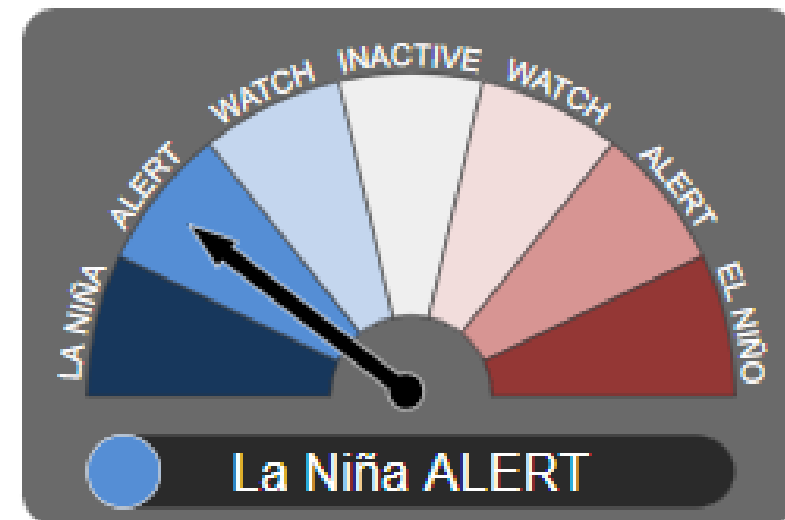 LA NIÑA
ALERT
WATCH
INACTIVE
WATCH
ALERT
EL NIÑO
La Niña ALERT